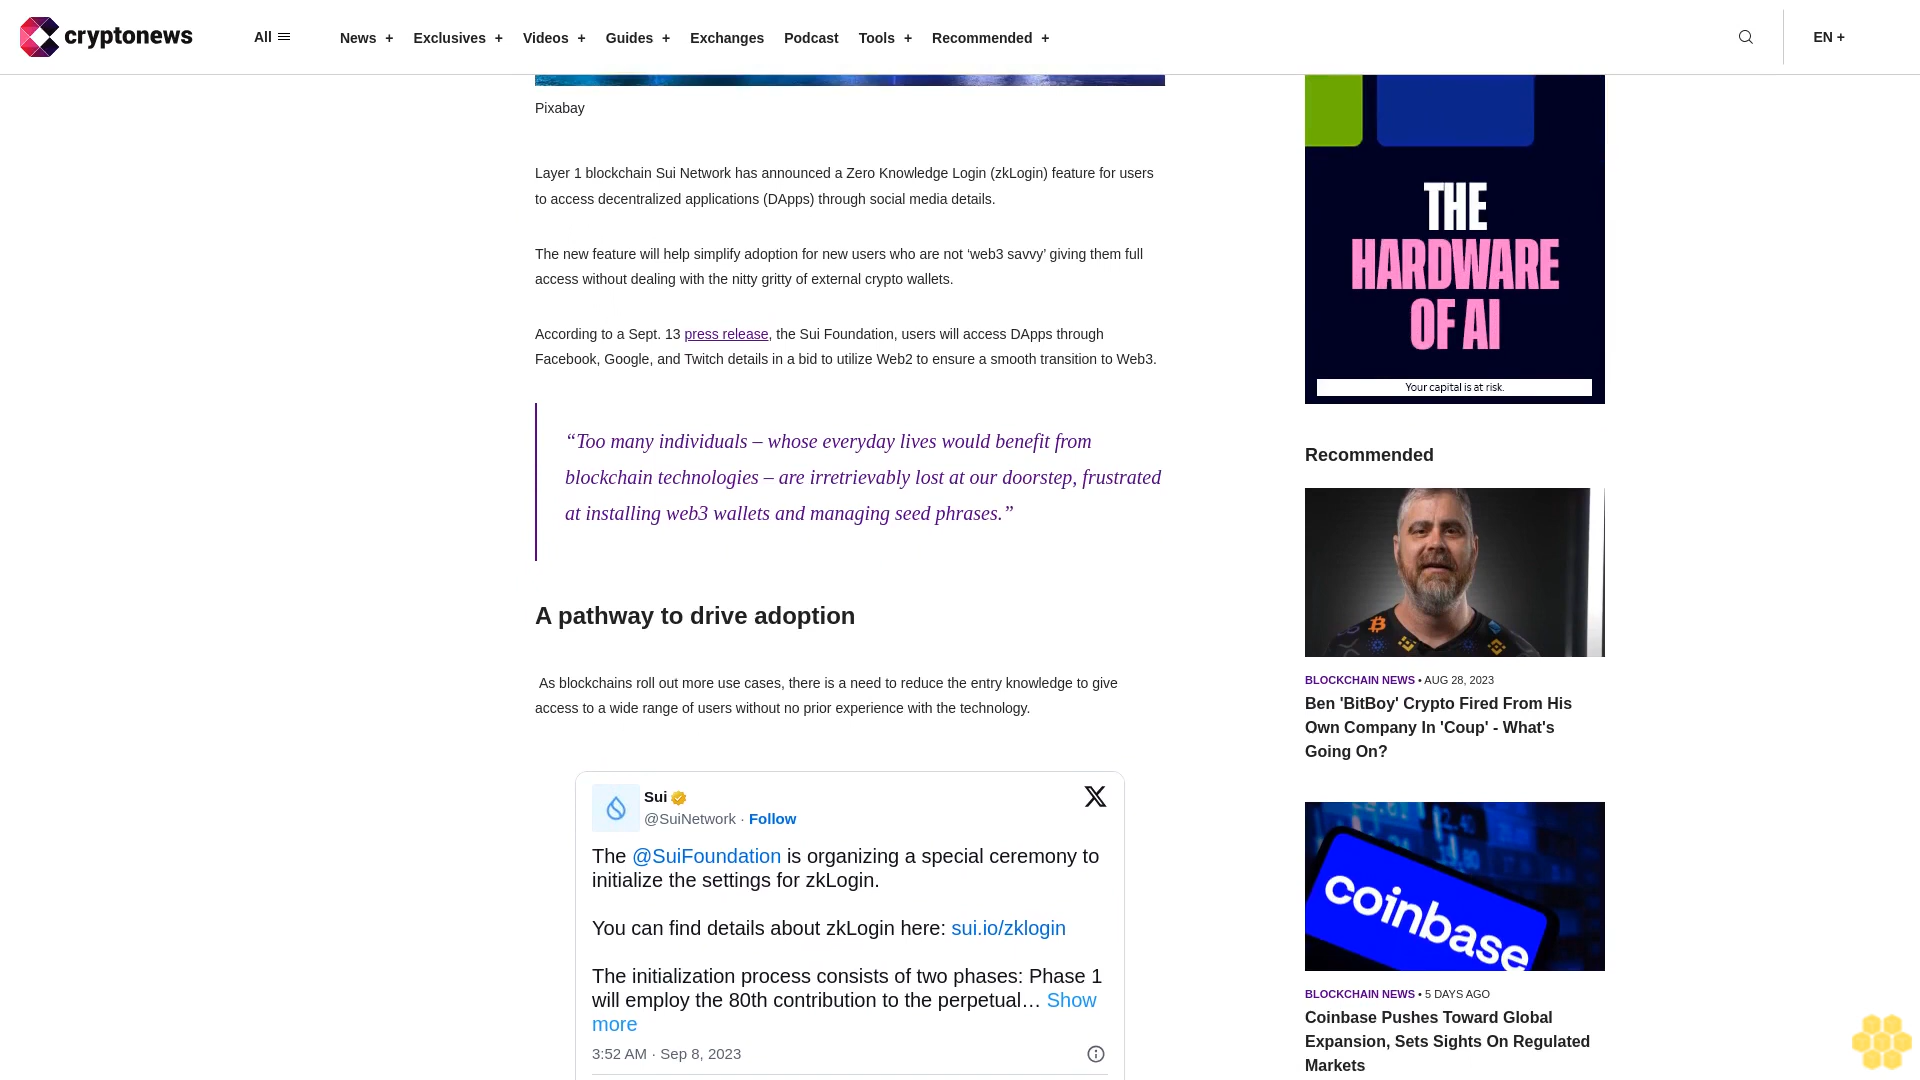 cryptonews
All
News +
Exclusives +
Videos +
Guides +
Exchanges
Podcast
Tools +
Recommended +
EN +
Pixabay
Layer 1 blockchain Sui Network has announced a Zero Knowledge Login (zkLogin) feature for users
to access decentralized applications (DApps) through social media details.
The new feature will help simplify adoption for new users who are not ‘web3 savvy’ giving them full
access without dealing with the nitty gritty of external crypto wallets.
According to a Sept. 13 press release, the Sui Foundation, users will access DApps through
Facebook, Google, and Twitch details in a bid to utilize Web2 to ensure a smooth transition to Web3.
“Too many individuals – whose everyday lives would benefit from
blockchain technologies – are irretrievably lost at our doorstep, frustrated
at installing web3 wallets and managing seed phrases.”
A pathway to drive adoption
As blockchains roll out more use cases, there is a need to reduce the entry knowledge to give
access to a wide range of users without no prior experience with the technology.
Sui
@SuiNetwork · Follow
The @SuiFoundation is organizing a special ceremony to
initialize the settings for zkLogin.
You can find details about zkLogin here: sui.io/zklogin
The initialization process consists of two phases: Phase 1
will employ the 80th contribution to the perpetual… Show
more
3:52 AM · Sep 8, 2023
THE
HARDWARE
OF AI
Your capital is at risk.
Recommended
BLOCKCHAIN NEWS • AUG 28, 2023
Ben 'BitBoy' Crypto Fired From His
Own Company In 'Coup' - What's
Going On?
coinbase
BLOCKCHAIN NEWS • 5 DAYS AGO
Coinbase Pushes Toward Global
Expansion, Sets Sights On Regulated
Markets